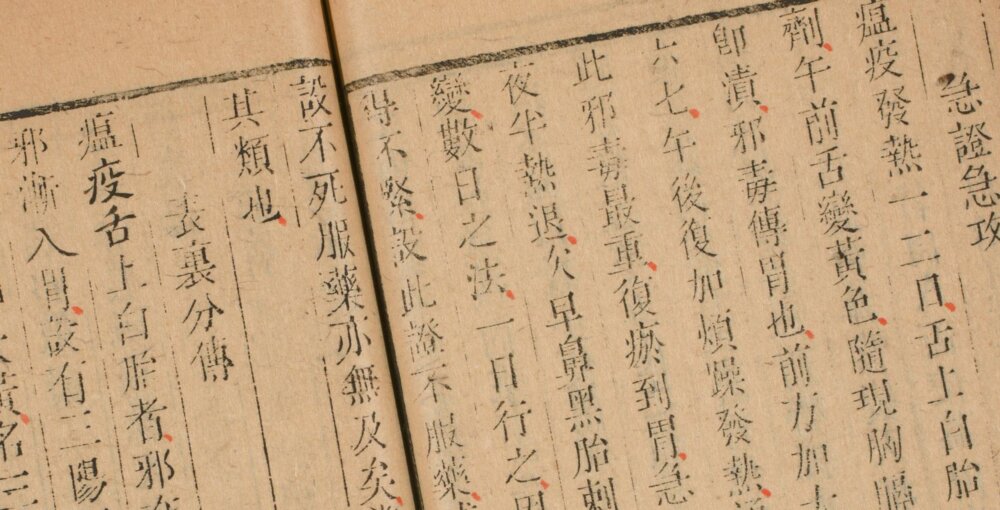 急證急攻
瘟疫發熱一二日舌上白胎
劑午前舌變黃色隨現胸膈
即潰邪毒傳胃也前方加大
六七午後復加煩躁發熱
此邪毒最重復瘀到胃急
夜半熱退次早鼻黑胎刺
變數日之法一日行之因
得不緊設此證不服藥
設不死服藥亦無及矣
其類也
表裏分傳
瘟疫舌上白胎者邪
邪漸入胃設有三陽